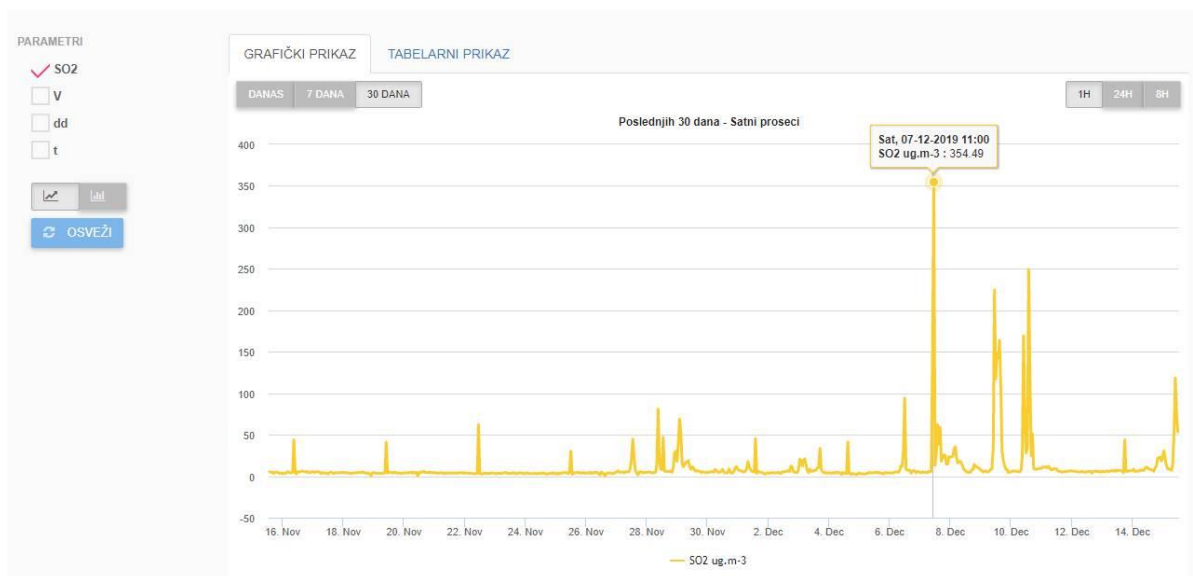 PARAMETRI
SO2
V
dd
t
OSVEŽI
GRAFIČKI PRIKAZ
TABELARNI PRIKAZ
DANAS
7 DANA
30 DANA
1H
24H
8H
Poslednjih 30 dana - Satni proseci
Sat, 07-12-2019 11:00
SO2 ug.m-3 : 354.49
400
350
300
250
200
150
100
50
0
-50
16. Nov
18. Nov
20. Nov
22. Nov
24. Nov
26. Nov
28. Nov
30. Nov
2. Dec
4. Dec
6. Dec
8. Dec
10. Dec
12. Dec
14. Dec
SO2 ug.m-3